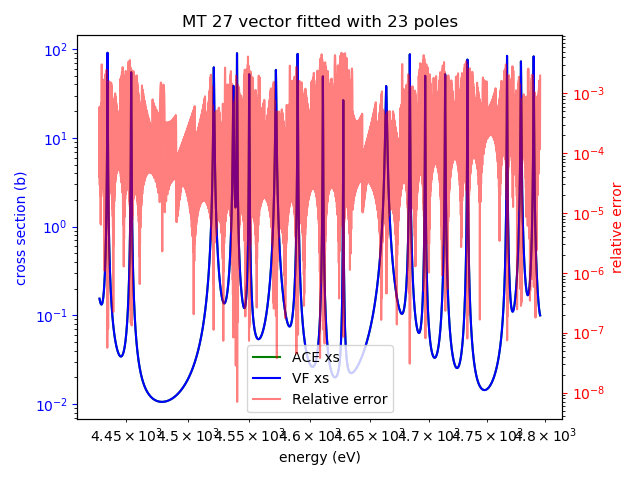 MT 27 vector fitted with 23 poles
10²
10¹
10⁰
10⁻¹
10⁻²
cross section (b)
10⁻³
10⁻⁴
10⁻⁵
10⁻⁶
10⁻⁷
10⁻⁸
relative error
ACE xs
VF xs
Relative error
4.45 × 10³ 4.5 × 10³ 4.55 × 10³ 4.6 × 10³ 4.65 × 10³ 4.7 × 10³ 4.75 × 10³ 4.8 × 10³
energy (eV)